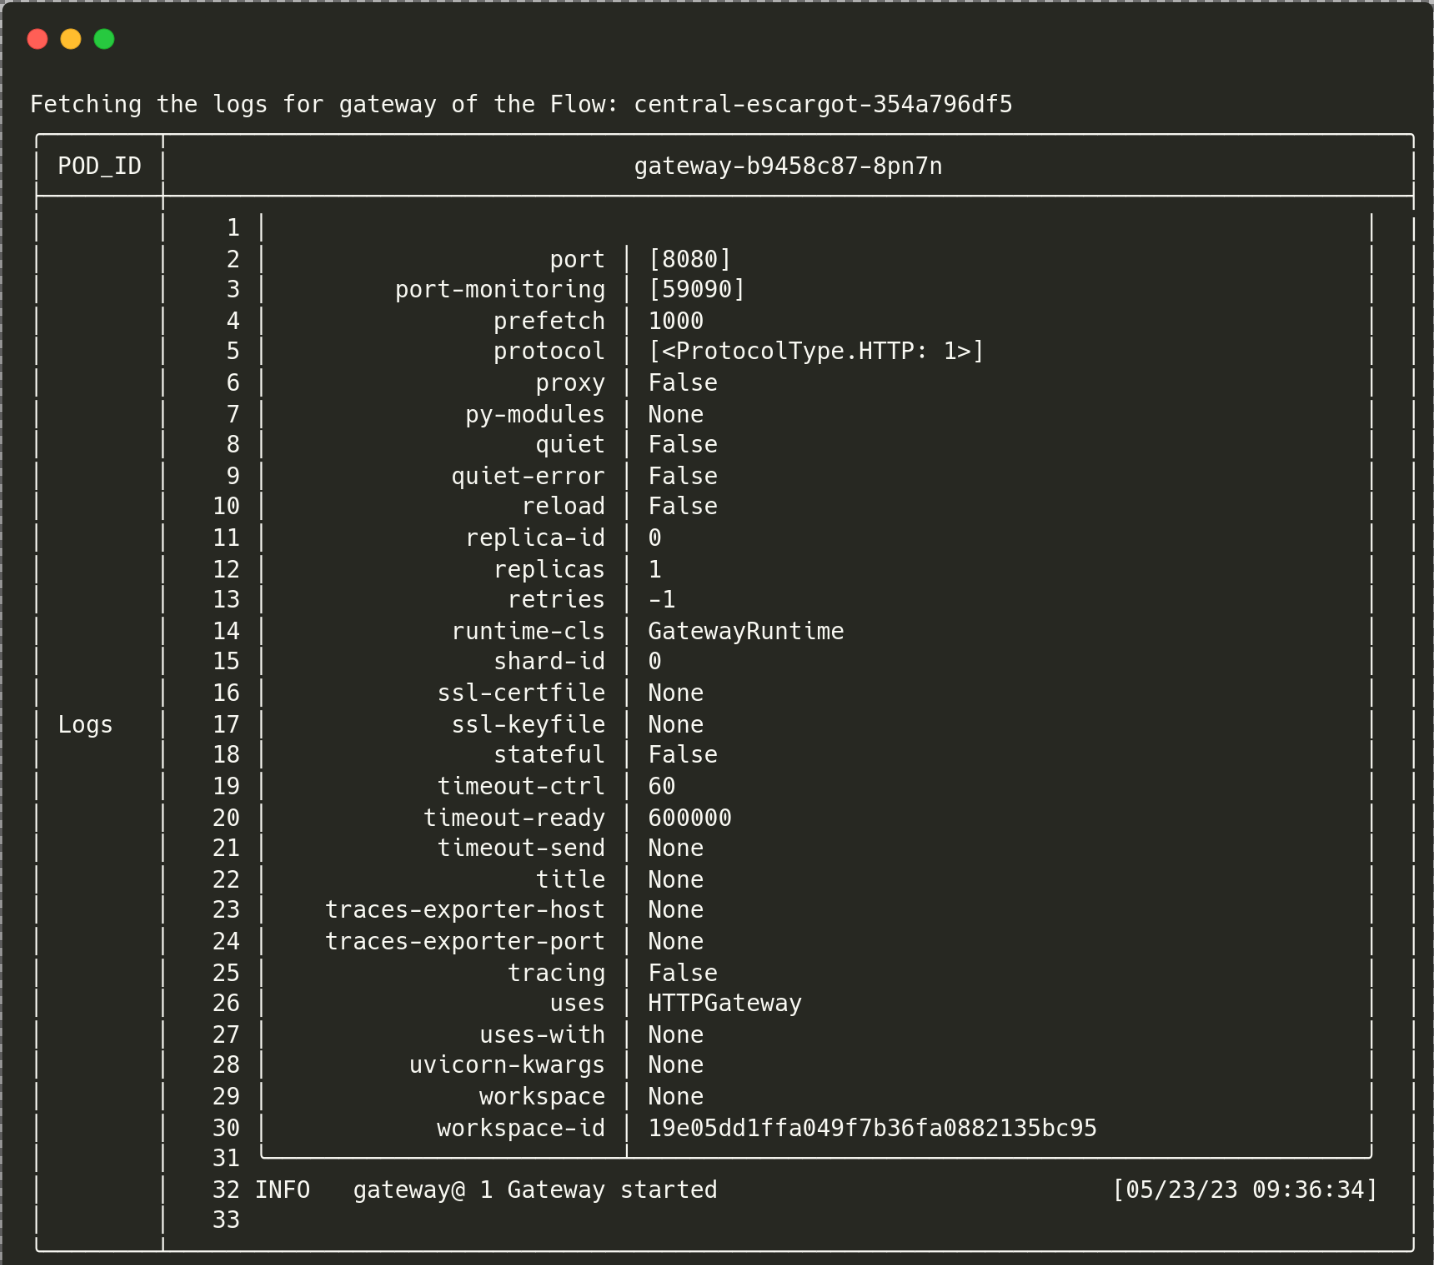 Fetching the logs for gateway of the Flow: central-escargot-354a796df5
POD_ID gateway-b9458c87-8pn7n
1
2 port [8080]
3 port-monitoring [59090]
4 prefetch 1000
5 protocol [<ProtocolType.HTTP: 1>]
6 proxy False
7 py-modules None
8 quiet False
9 quiet-error False
10 reload False
11 replica-id 0
12 replicas 1
13 retries -1
14 runtime-cls GatewayRuntime
15 shard-id 0
16 ssl-certfile None
Logs 17 ssl-keyfile None
18 stateful False
19 timeout-ctrl 60
20 timeout-ready 600000
21 timeout-send None
22 title None
23 traces-exporter-host None
24 traces-exporter-port None
25 tracing False
26 uses HTTPGateway
27 uses-with None
28 uvicorn-kwargs None
29 workspace None
30 workspace-id 19e05dd1ffa049f7b36fa0882135bc95
31
32 INFO gateway@ 1 Gateway started [05/23/23 09:36:34]
33